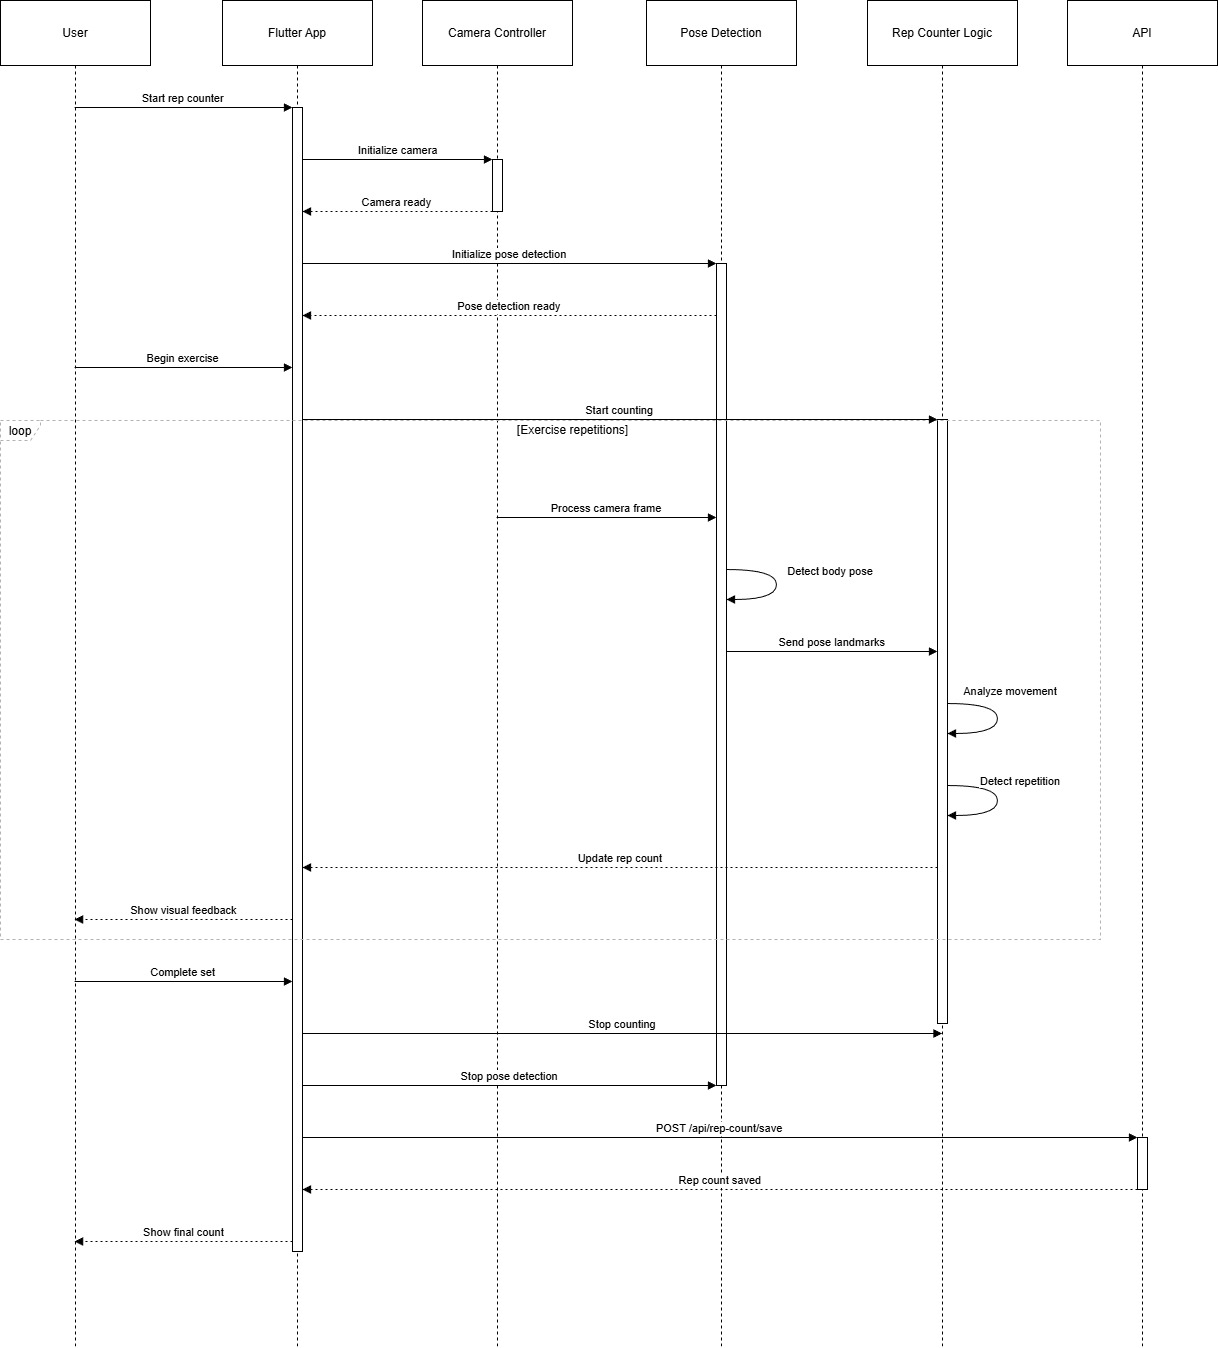 User
Flutter App
Camera Controller
Pose Detection
Rep Counter Logic
API
Start rep counter
Initialize camera
Camera ready
Initialize pose detection
Pose detection ready
Begin exercise
Start counting
loop
[Exercise repetitions]
Process camera frame
Detect body pose
Send pose landmarks
Analyze movement
Detect repetition
Update rep count
Show visual feedback
Complete set
Stop counting
Stop pose detection
POST /api/rep-count/save
Rep count saved
Show final count